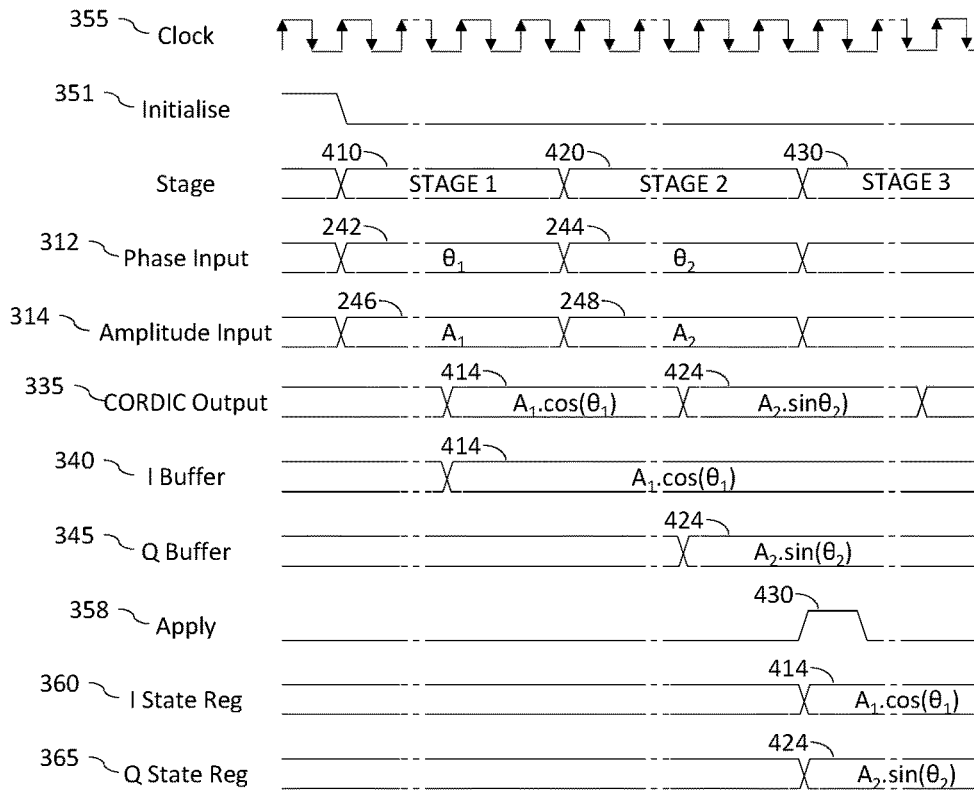 355 Clock
351 Initialise
410 420 430
Stage STAGE 1 STAGE 2 STAGE 3
312 242 244
Phase Input θ1 θ2
314 246 248
Amplitude Input A1 A2
335 414 424
CORDIC Output A1.cos(θ1) A2.sinθ2)
340 414
I Buffer A1.cos(θ1)
345 424
Q Buffer A2.sin(θ2)
358 430
Apply
360 414
I State Reg A1.cos(θ1)
365 424
Q State Reg A2.sin(θ2)